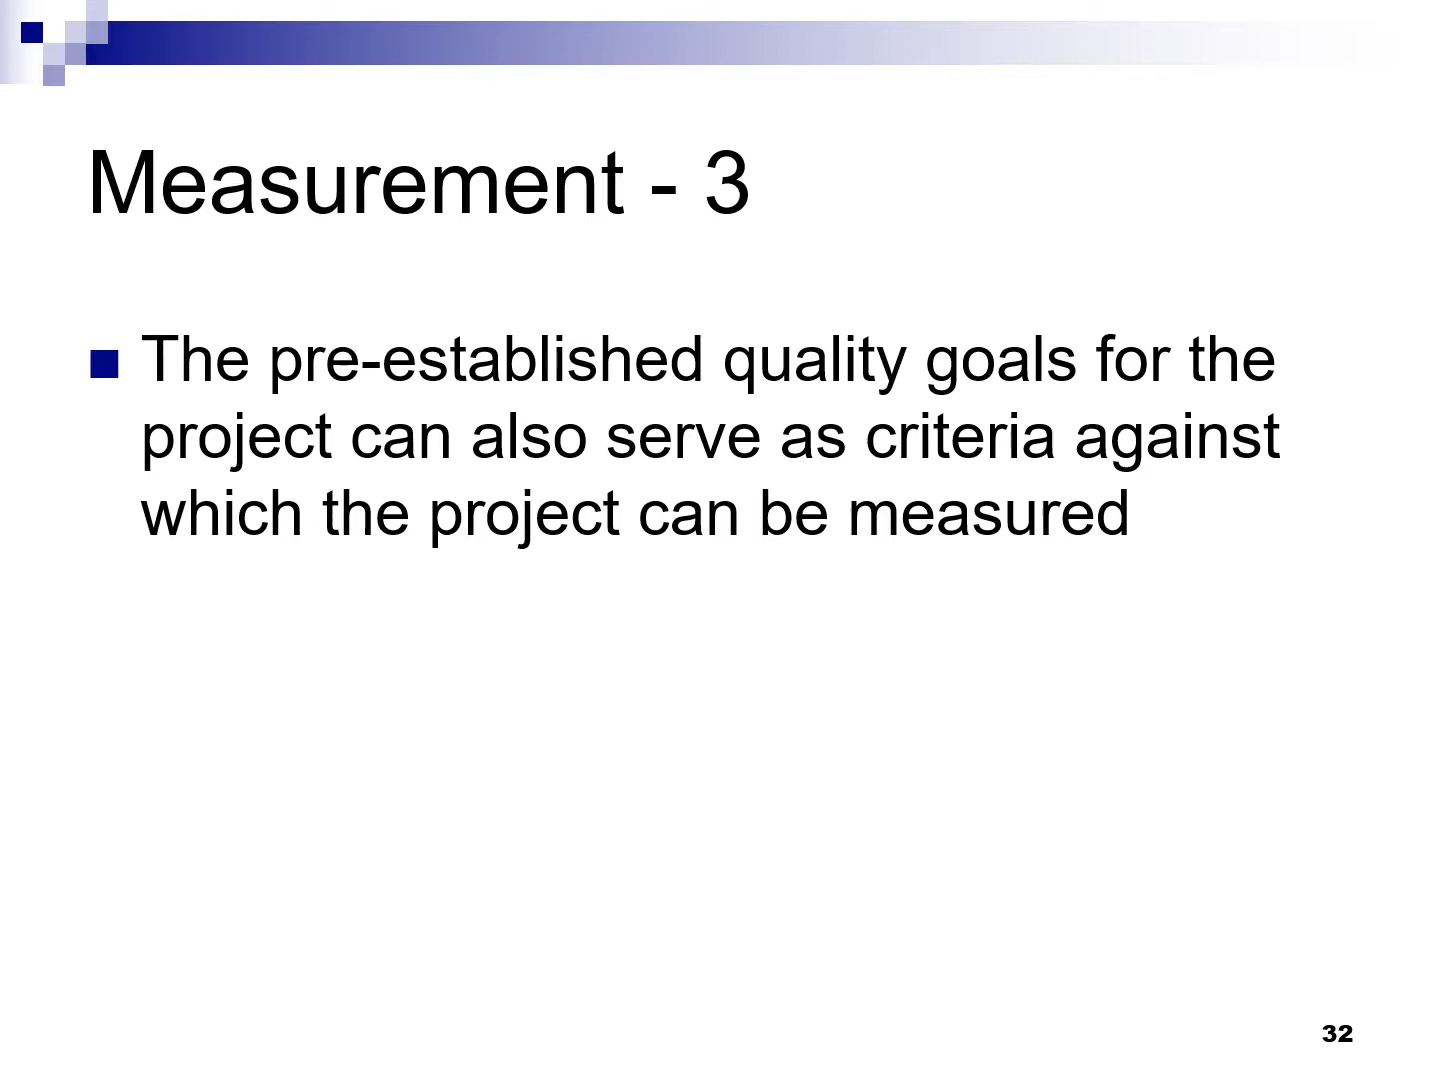 Measurement - 3
The pre-established quality goals for the
project can also serve as criteria against
which the project can be measured
32